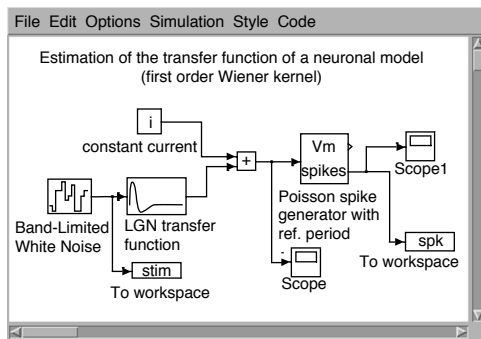 File Edit Options Simulation Style Code
Estimation of the transfer function of a neuronal model
(first order Wiener kernel)
i
constant current
+
Vm
spikes
Scope1
Poisson spike
generator with
ref. period
Band-Limited
White Noise
LGN transfer
function
stim
To workspace
Scope
spk
To workspace